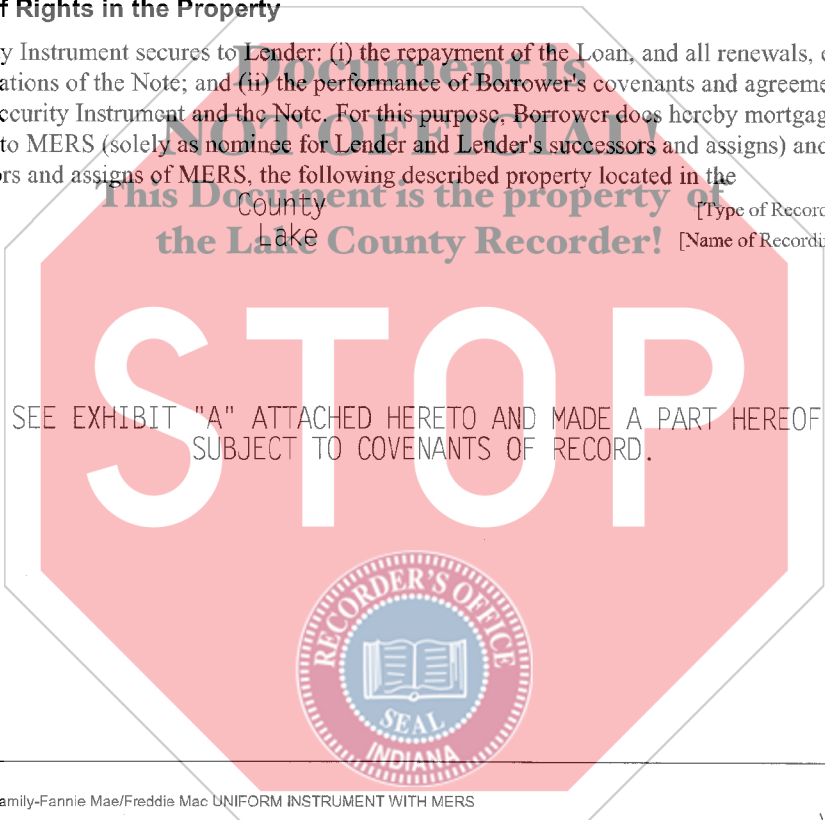 f Rights in the Property
y Instrument secures to Lender: (i) the repayment of the Loan, and all renewals,
ations of the Note; and (ii) the performance of Borrower's covenants and agreeme
ecurity Instrument and the Note. For this purpose, Borrower does hereby mortgag
to MERS (solely as nominee for Lender and Lender's successors and assigns) and
ors and assigns of MERS, the following described property located in the
County [Type of Record
Lake [Name of Recordi
Document is
NOT OFFICIAL!
This Document is the property of
the Lake County Recorder!
SEE EXHIBIT "A" ATTACHED HERETO AND MADE A PART HEREOF
SUBJECT TO COVENANTS OF RECORD.
STOP
RECORDER'S OFFICE
SEAL
INDIANA
amily-Fannie Mae/Freddie Mac UNIFORM INSTRUMENT WITH MERS